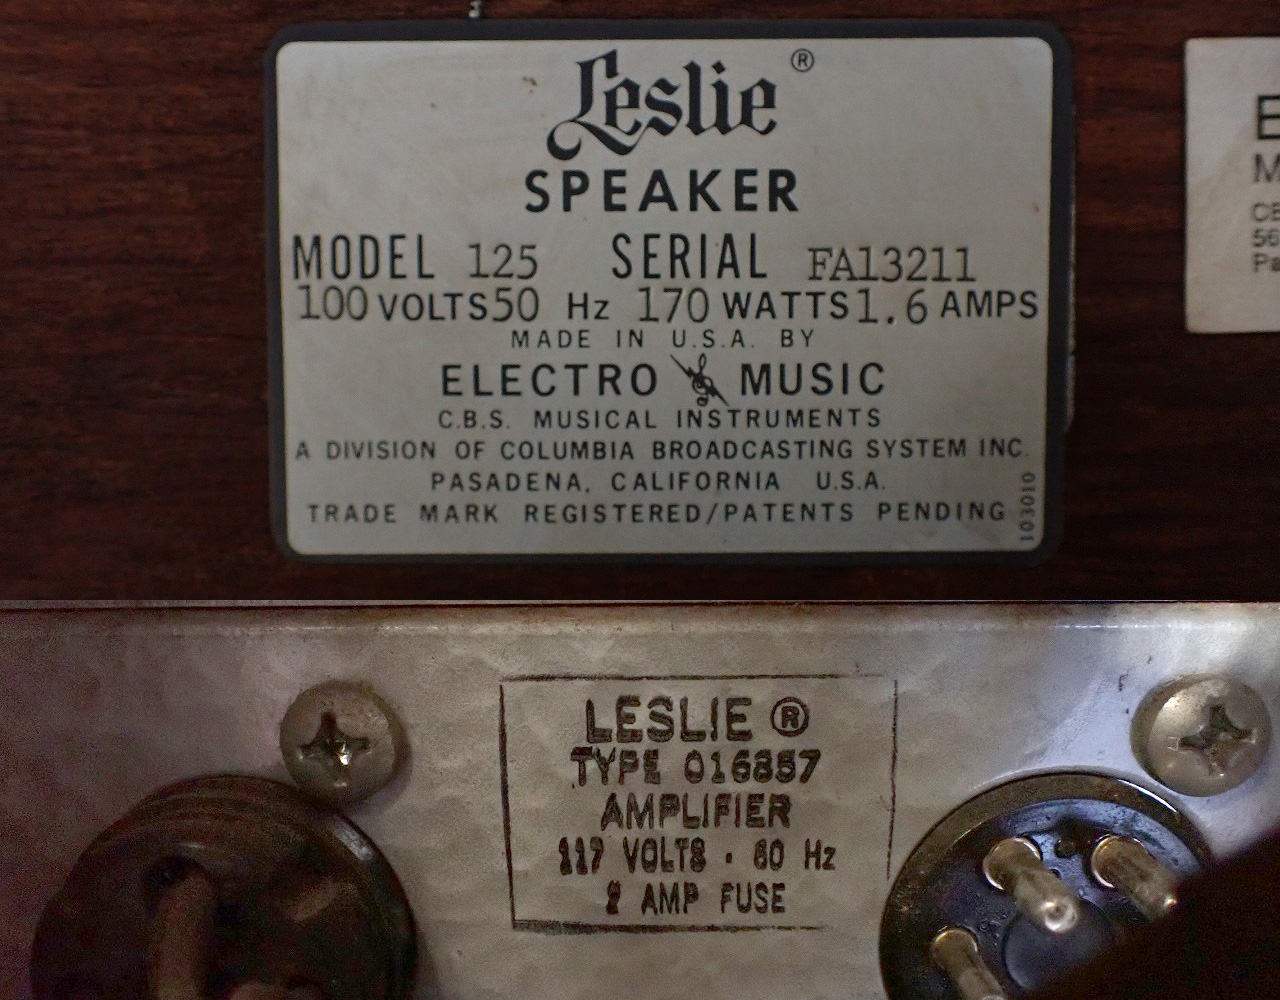 Leslie ®
SPEAKER
MODEL 125 SERIAL FA13211
100 VOLTS 50 Hz 170 WATTS 1.6 AMPS
MADE IN U.S.A. BY
ELECTRO MUSIC
C.B.S. MUSICAL INSTRUMENTS
A DIVISION OF COLUMBIA BROADCASTING SYSTEM INC.
PASADENA, CALIFORNIA U.S.A.
TRADE MARK REGISTERED/PATENTS PENDING
103010
LESLIE ®
TYPE 016857
AMPLIFIER
117 VOLTS · 60 Hz
2 AMP FUSE